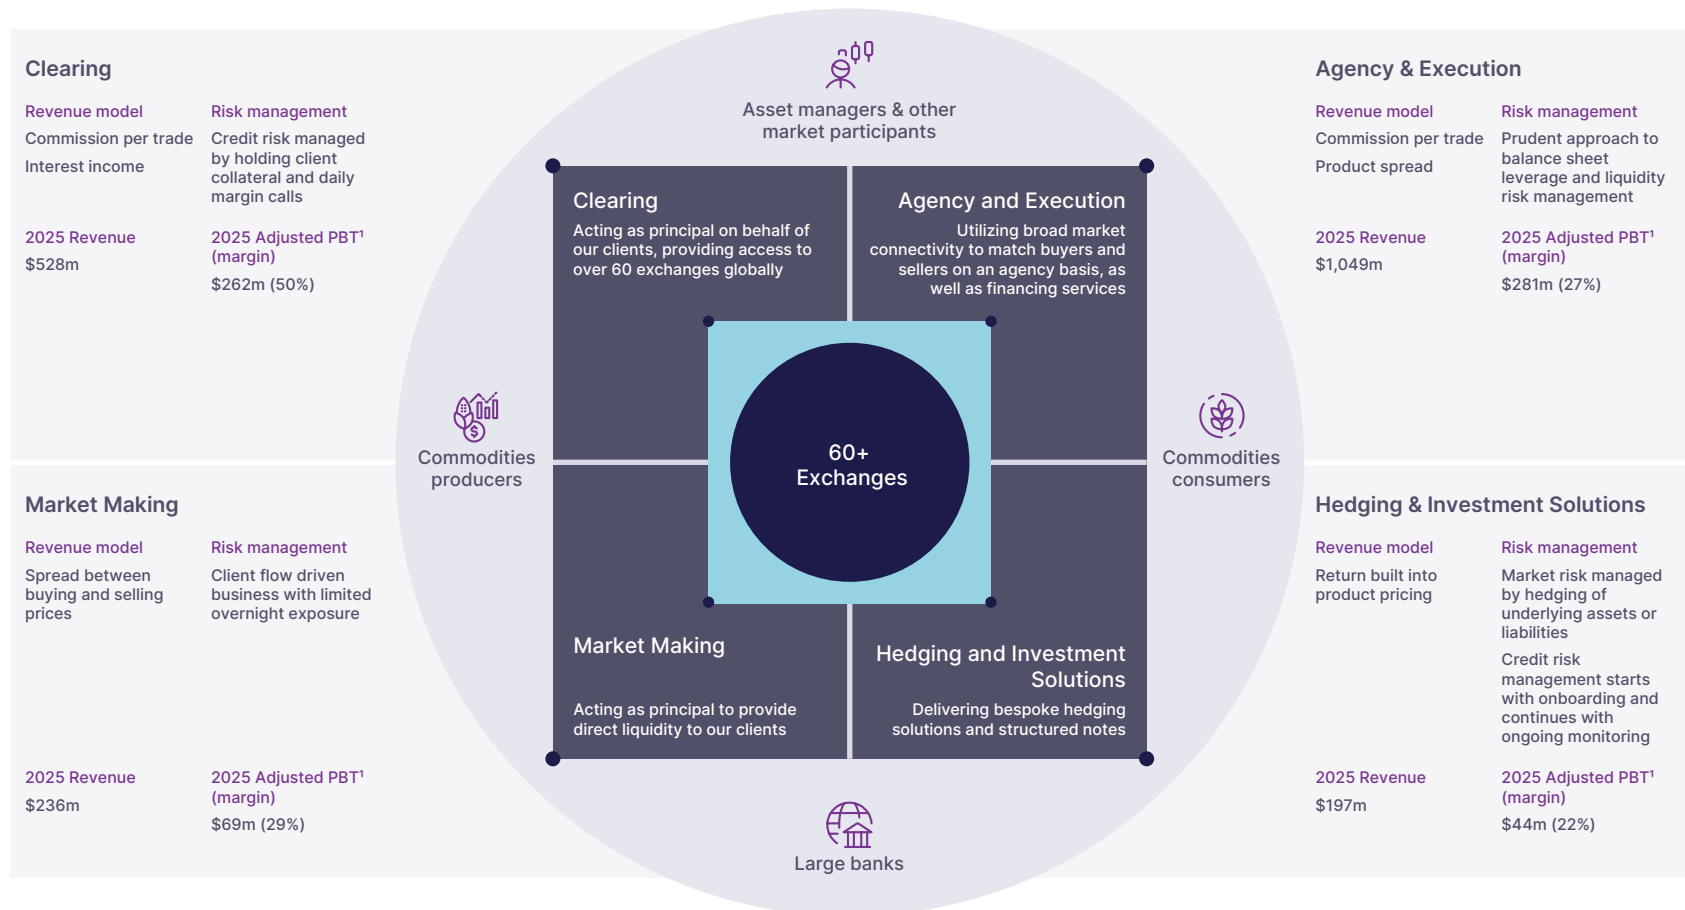 Clearing
Revenue model
Commission per trade
Interest income
Risk management
Credit risk managed
by holding client
collateral and daily
margin calls
2025 Revenue
$528m
2025 Adjusted PBT¹
(margin)
$262m (50%)
Asset managers & other
market participants
Agency & Execution
Revenue model
Commission per trade
Product spread
Risk management
Prudent approach to
balance sheet
leverage and liquidity
risk management
2025 Revenue
$1,049m
2025 Adjusted PBT¹
(margin)
$281m (27%)
Clearing
Acting as principal on behalf of
our clients, providing access to
over 60 exchanges globally
Agency and Execution
Utilizing broad market
connectivity to match buyers and
sellers on an agency basis, as
well as financing services
Commodities
producers
60+
Exchanges
Commodities
consumers
Market Making
Acting as principal to provide
direct liquidity to our clients
Hedging and Investment
Solutions
Delivering bespoke hedging
solutions and structured notes
Large banks
Market Making
Revenue model
Spread between
buying and selling
prices
Risk management
Client flow driven
business with limited
overnight exposure
2025 Revenue
$236m
2025 Adjusted PBT¹
(margin)
$69m (29%)
Hedging & Investment Solutions
Revenue model
Return built into
product pricing
Risk management
Market risk managed
by hedging of
underlying assets or
liabilities
Credit risk
management starts
with onboarding and
continues with
ongoing monitoring
2025 Revenue
$197m
2025 Adjusted PBT¹
(margin)
$44m (22%)